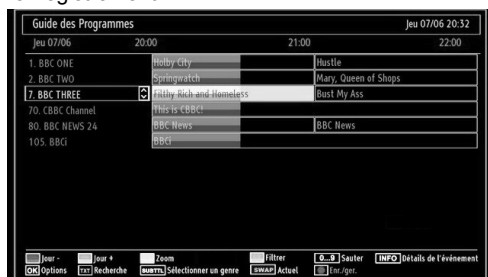 Guide des Programmes Jeu 07/06 20:32
Jeu 07/06 20:00 21:00 22:00
1. BBC ONE Holby City Hustle
2. BBC TWO Springwatch Mary, Queen of Shops
7. BBC THREE Filthy Rich and Homeless Bust My Ass
70. CBBC Channel This is CBBC!
80. BBC NEWS 24 BBC News BBC News
105. BBCi BBCi
Jour - Jour + Zoom Filtrer 0...9 Sauter INFO Détails de l'événement
OK Options TXT Recherche SUBTTL Sélectionner un genre SWAP Actuel Enr./ger.